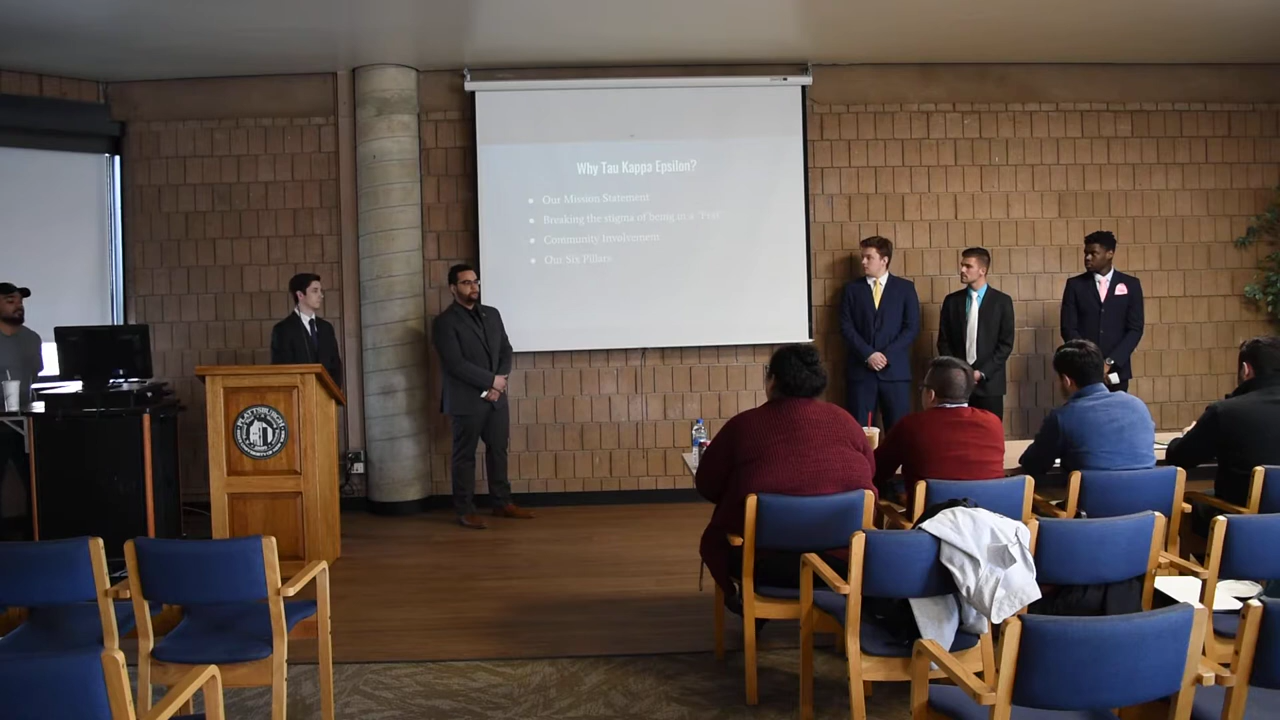 Why Tau Kappa Epsilon?
Our Mission Statement
Breaking the stigma of being in a "Frat"
Community Involvement
Our Six Pillars
PLATTSBURGH